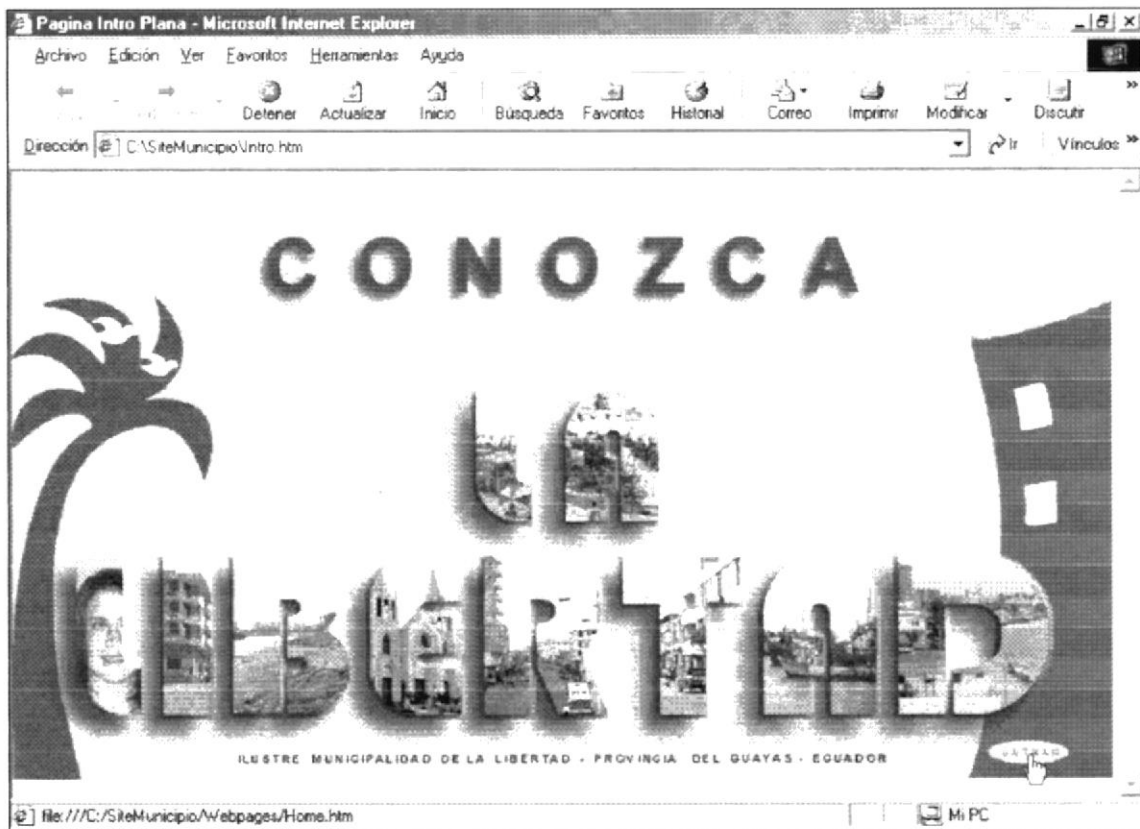 Pagina Intro Plana - Microsoft Internet Explorer
Archivo Edición Ver Favoritos Herramientas Ayuda
Detener Actualizar Inicio Búsqueda Favoritos Historial Correo Imprimir Modificar Discutir »
Dirección C:\SiteMunicipio\Intro.htm Ir Vínculos »
CONOZCA
La
LIBERTAD
ILUSTRE MUNICIPALIDAD DE LA LIBERTAD - PROVINCIA DEL GUAYAS - ECUADOR
file:///C:/SiteMunicipio/Webpages/Home.htm Mi PC